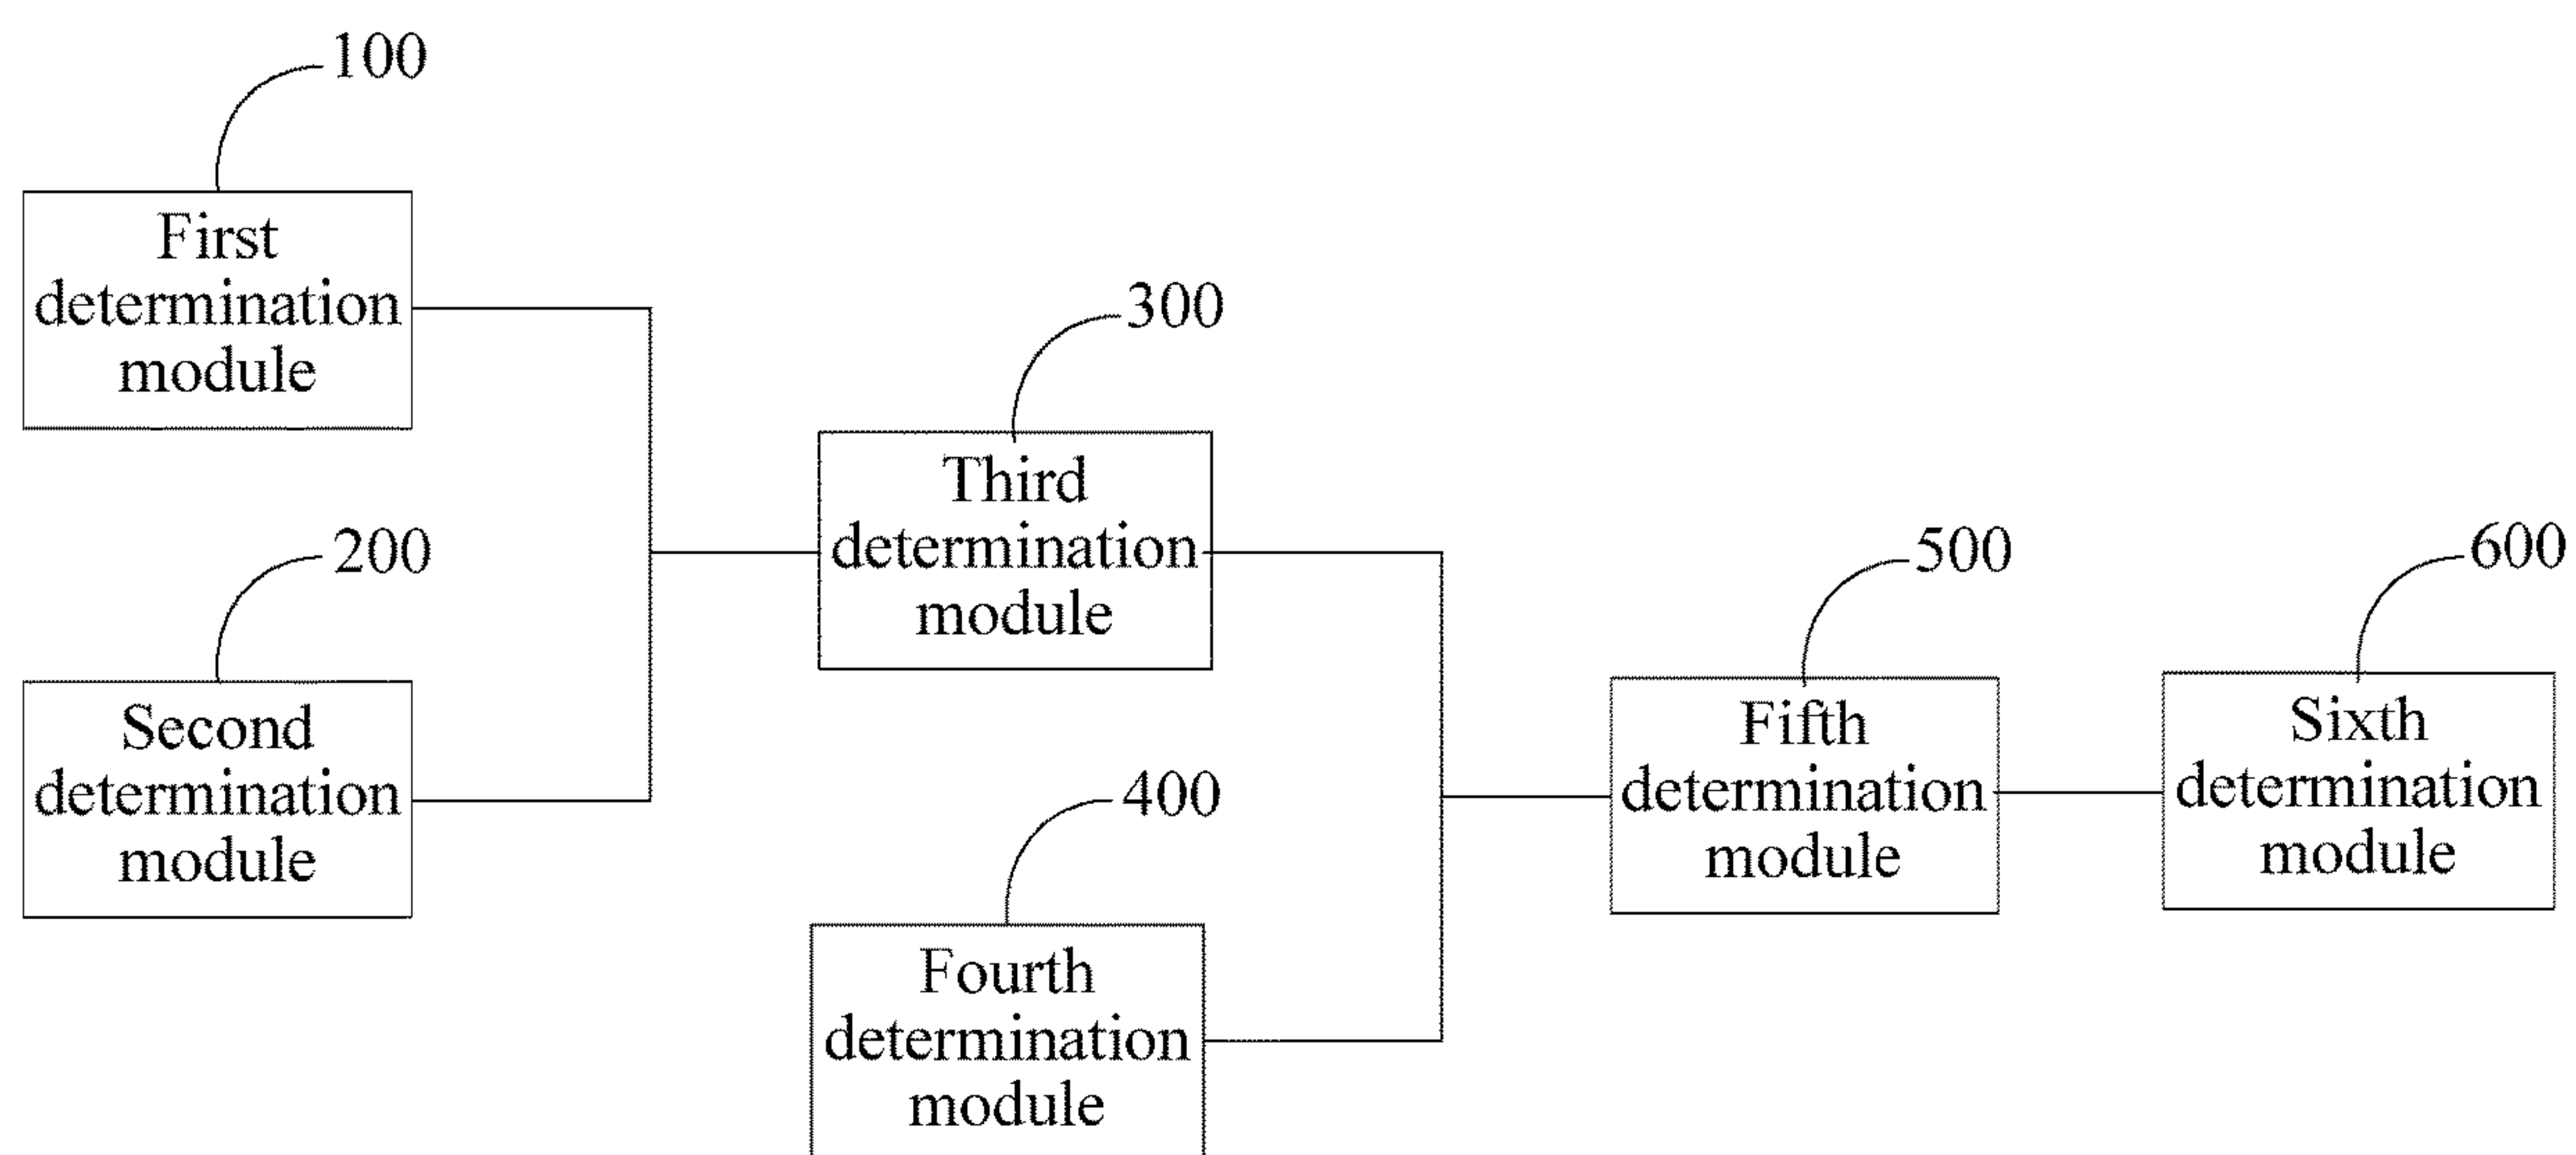 100
First
determination
module
200
Second
determination
module
300
Third
determination
module
400
Fourth
determination
module
500
Fifth
determination
module
600
Sixth
determination
module